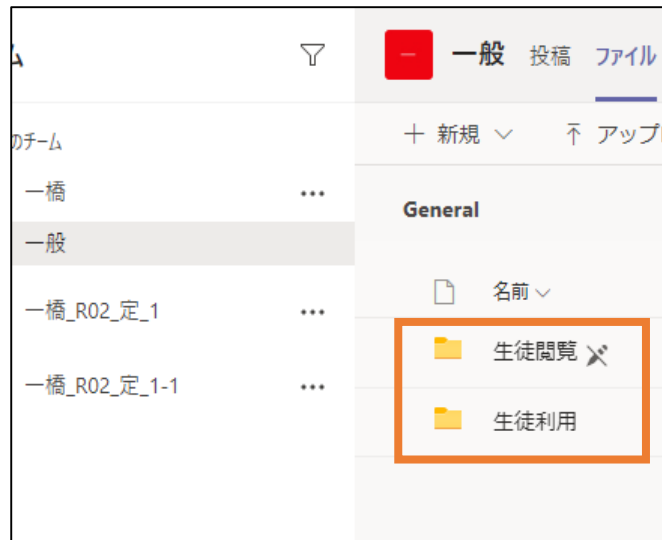 ム
のチーム
一橋
一般
一橋_R02_定_1
一橋_R02_定_1-1
一般 投稿 ファイル
新規 アップ
General
名前
生徒閲覧
生徒利用